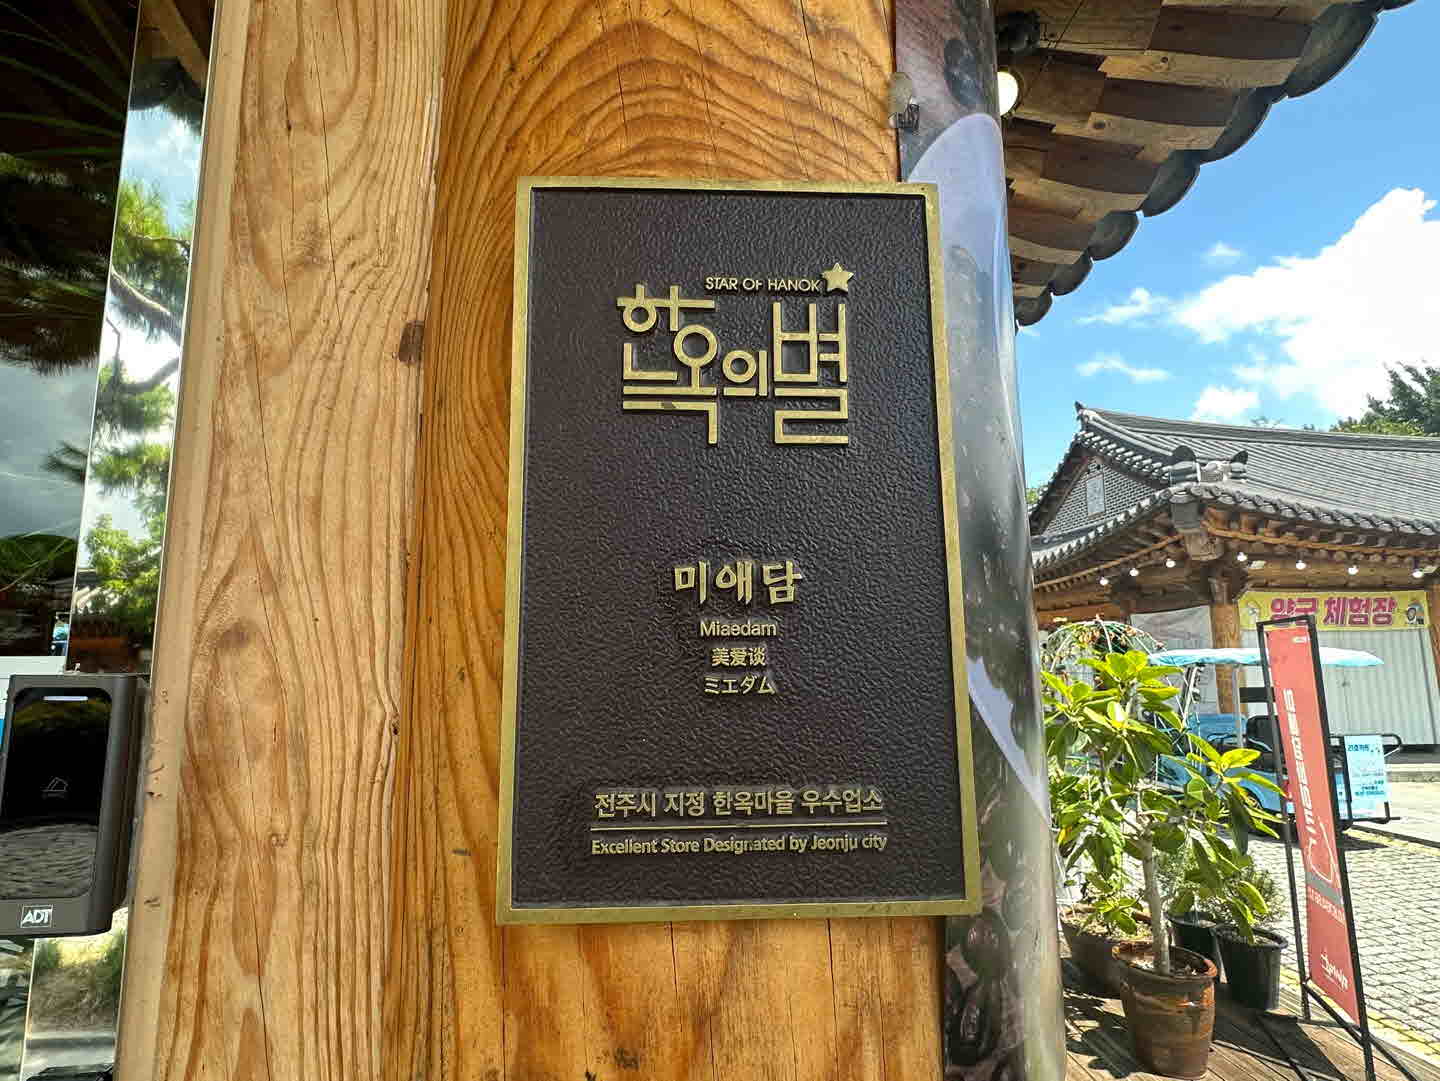 STAR OF HANOK
한옥의별
미애담
Miaedam
美爱谈
ミエダム
전주시 지정 한옥마을 우수업소
Excellent Store Designated by Jeonju city
ADT
체험장